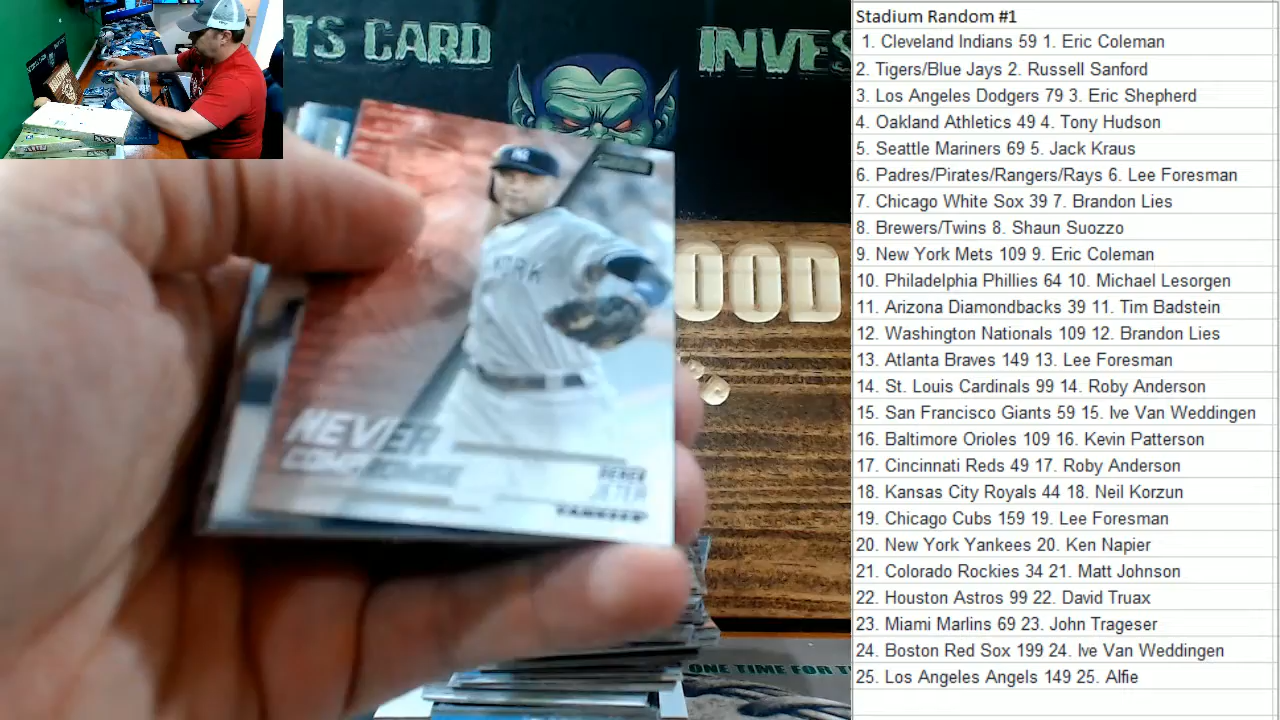 TS CARD INVES
OOD
NEVER
COMPROMISE
DEREK
JETER
YANKEES
ONE TIME FOR T
Stadium Random #1
1. Cleveland Indians 59 1. Eric Coleman
2. Tigers/Blue Jays 2. Russell Sanford
3. Los Angeles Dodgers 79 3. Eric Shepherd
4. Oakland Athletics 49 4. Tony Hudson
5. Seattle Mariners 69 5. Jack Kraus
6. Padres/Pirates/Rangers/Rays 6. Lee Foresman
7. Chicago White Sox 39 7. Brandon Lies
8. Brewers/Twins 8. Shaun Suozzo
9. New York Mets 109 9. Eric Coleman
10. Philadelphia Phillies 64 10. Michael Lesorgen
11. Arizona Diamondbacks 39 11. Tim Badstein
12. Washington Nationals 109 12. Brandon Lies
13. Atlanta Braves 149 13. Lee Foresman
14. St. Louis Cardinals 99 14. Roby Anderson
15. San Francisco Giants 59 15. Ive Van Weddingen
16. Baltimore Orioles 109 16. Kevin Patterson
17. Cincinnati Reds 49 17. Roby Anderson
18. Kansas City Royals 44 18. Neil Korzun
19. Chicago Cubs 159 19. Lee Foresman
20. New York Yankees 20. Ken Napier
21. Colorado Rockies 34 21. Matt Johnson
22. Houston Astros 99 22. David Truax
23. Miami Marlins 69 23. John Trageser
24. Boston Red Sox 199 24. Ive Van Weddingen
25. Los Angeles Angels 149 25. Alfie